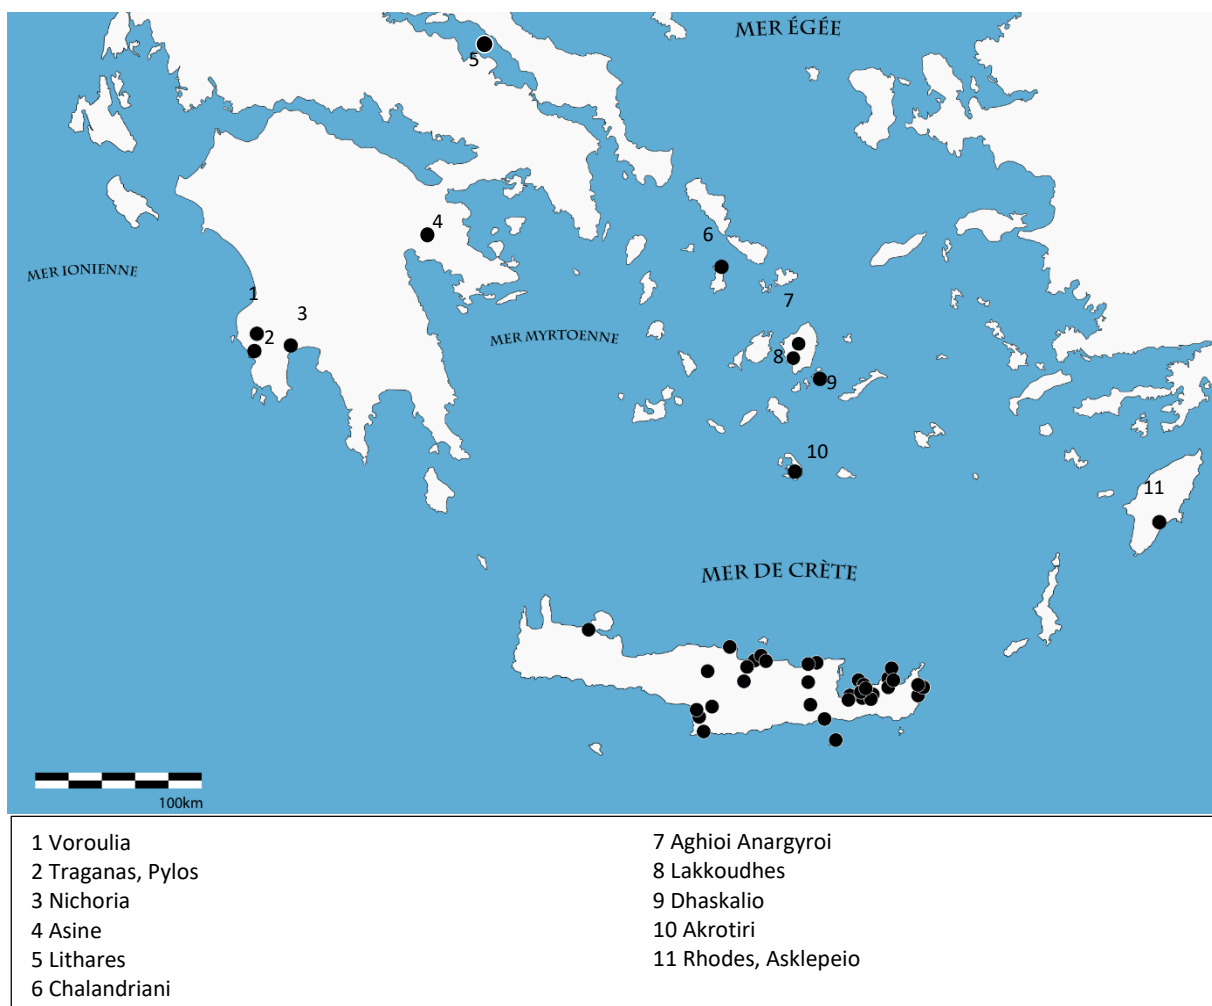 MER ÉGÉE
5
4
6
MER IONIENNE
1
7
3
2
MER MYRTOENNE
8
9
10
11
MER DE CRÈTE
100km
1 Voroulia
2 Traganas, Pylos
3 Nichoria
4 Asine
5 Lithares
6 Chalandriani
7 Aghioi Anargyroi
8 Lakkoudhes
9 Dhaskalio
10 Akrotiri
11 Rhodes, Asklepeio